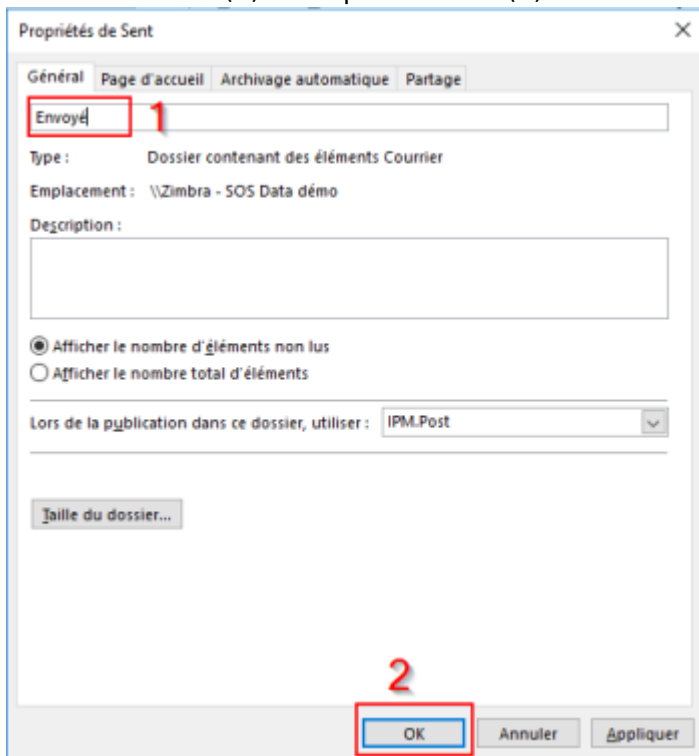 Propriétés de Sent
Général Page d'accueil Archivage automatique Partage
Envoyé 1
Type : Dossier contenant des éléments Courrier
Emplacement : \\Zimbra - SOS Data démo
Description :
Afficher le nombre d'éléments non lus
Afficher le nombre total d'éléments
Lors de la publication dans ce dossier, utiliser : IPM.Post
Taille du dossier...
2
OK Annuler Appliquer